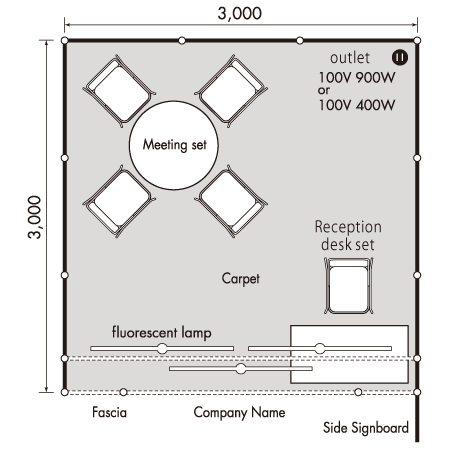 3,000
outlet
100V 900W
or
100V 400W
Meeting set
3,000
Reception
desk set
Carpet
fluorescent lamp
Fascia
Company Name
Side Signboard